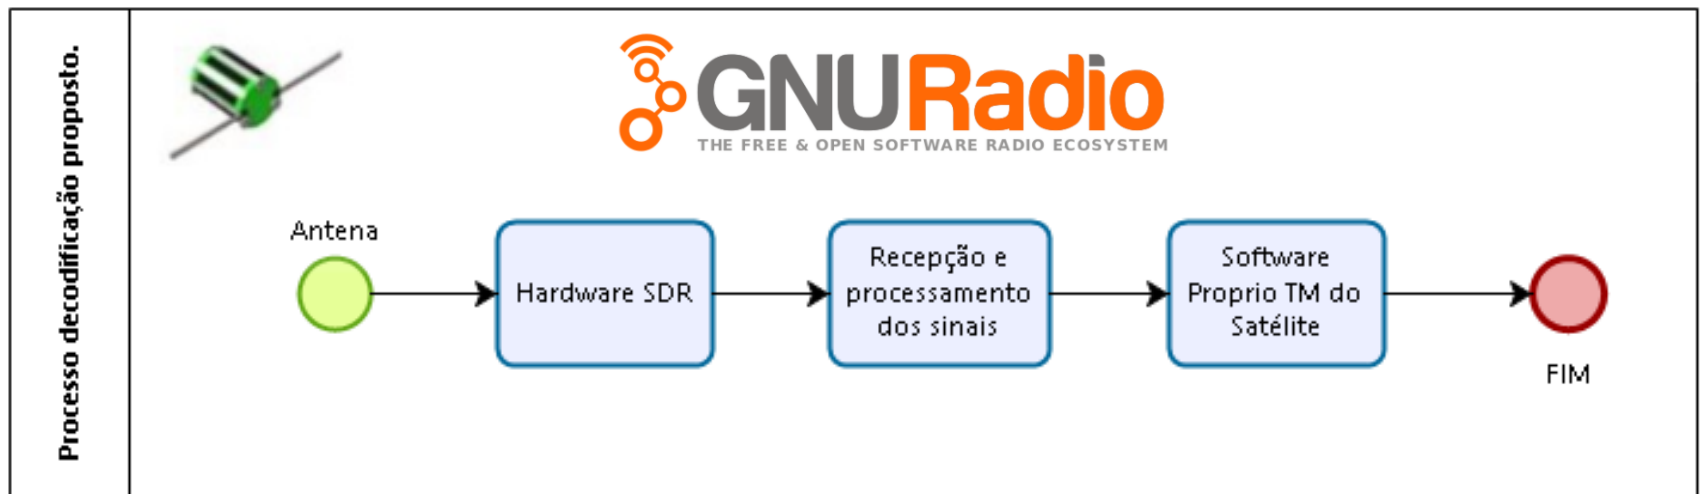 Processo decodificação proposto.
GNURadio
THE FREE & OPEN SOFTWARE RADIO ECOSYSTEM
Antena
Hardware SDR
Recepção e
processamento
dos sinais
Software
Proprio TM do
Satélite
FIM